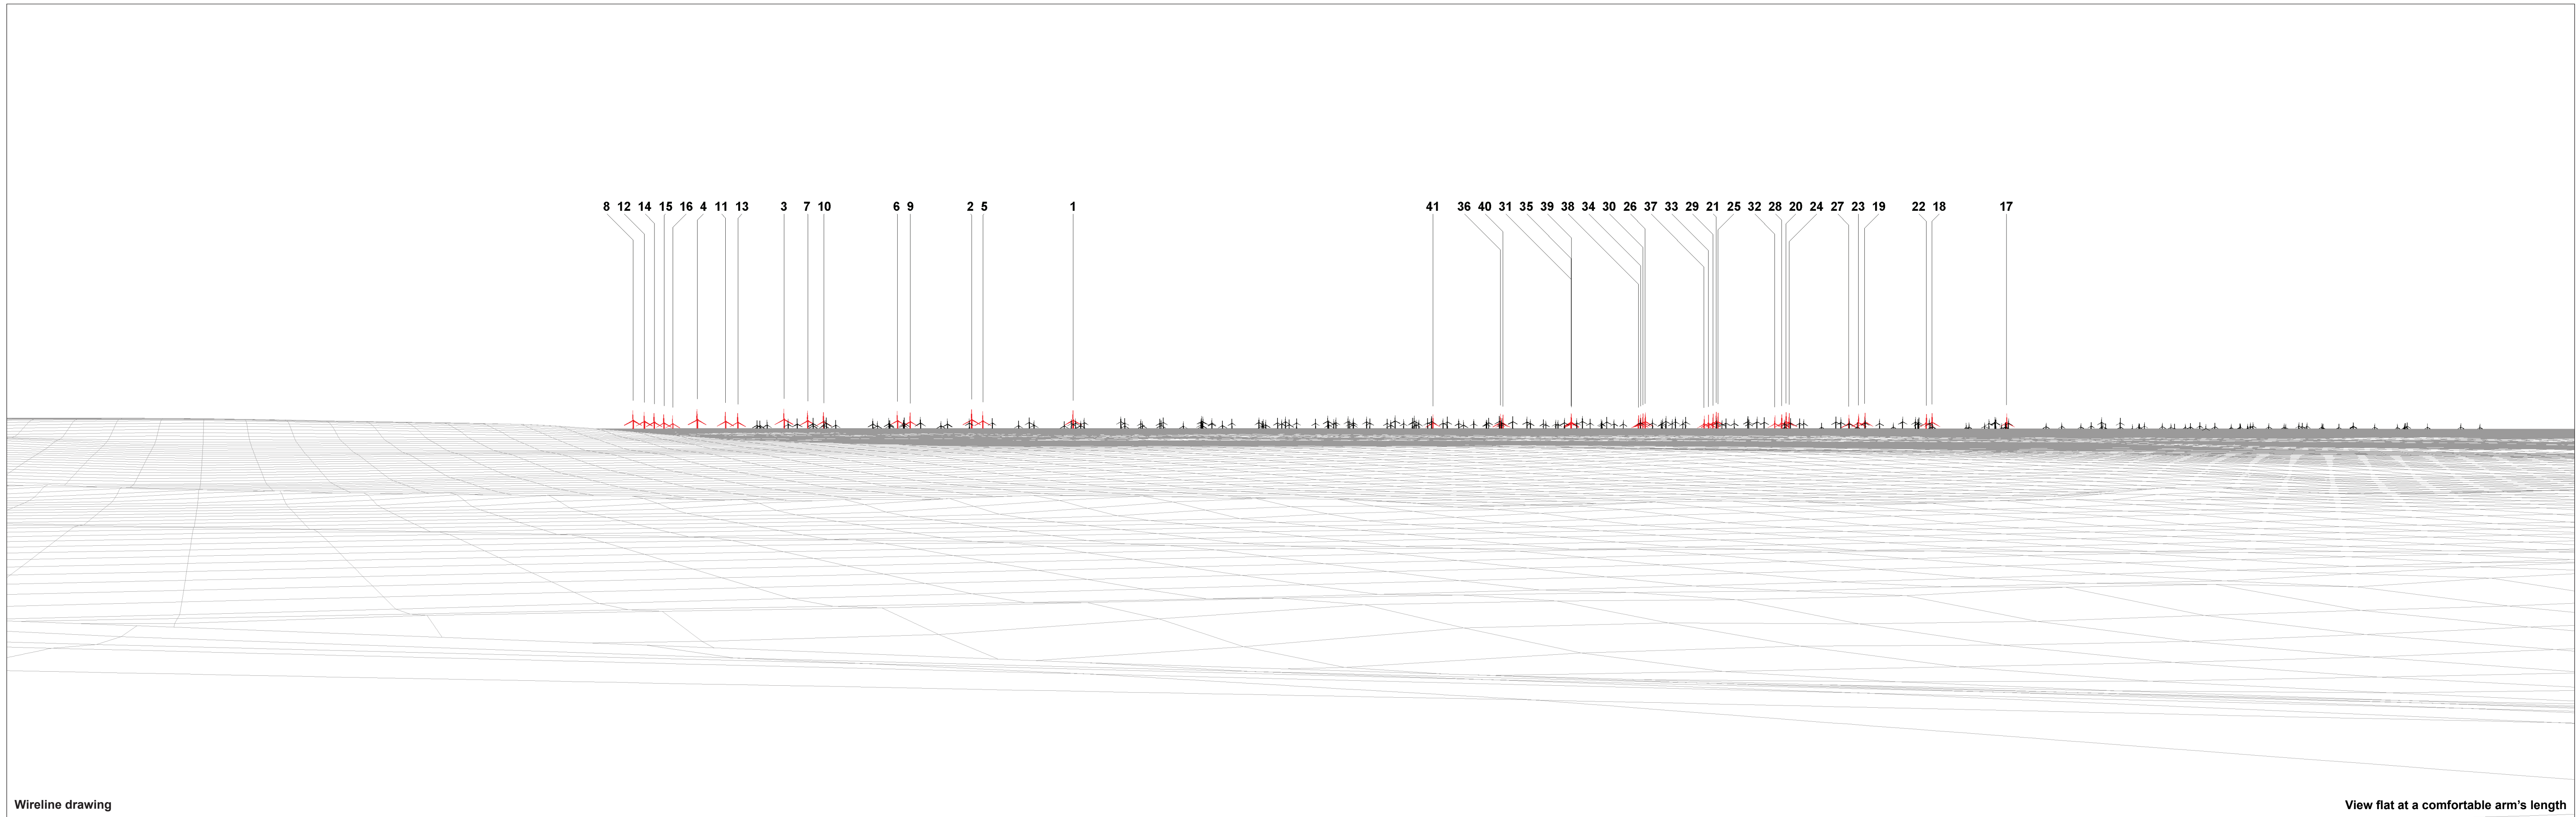 8 12 14 15 16 4 11 13 3 7 10 6 9 2 5 1 41 36 40 31 35 39 38 34 30 26 37 33 29 21 25 32 28 20 24 27 23 19 22 18 17
Wireline drawing
View flat at a comfortable arm's length